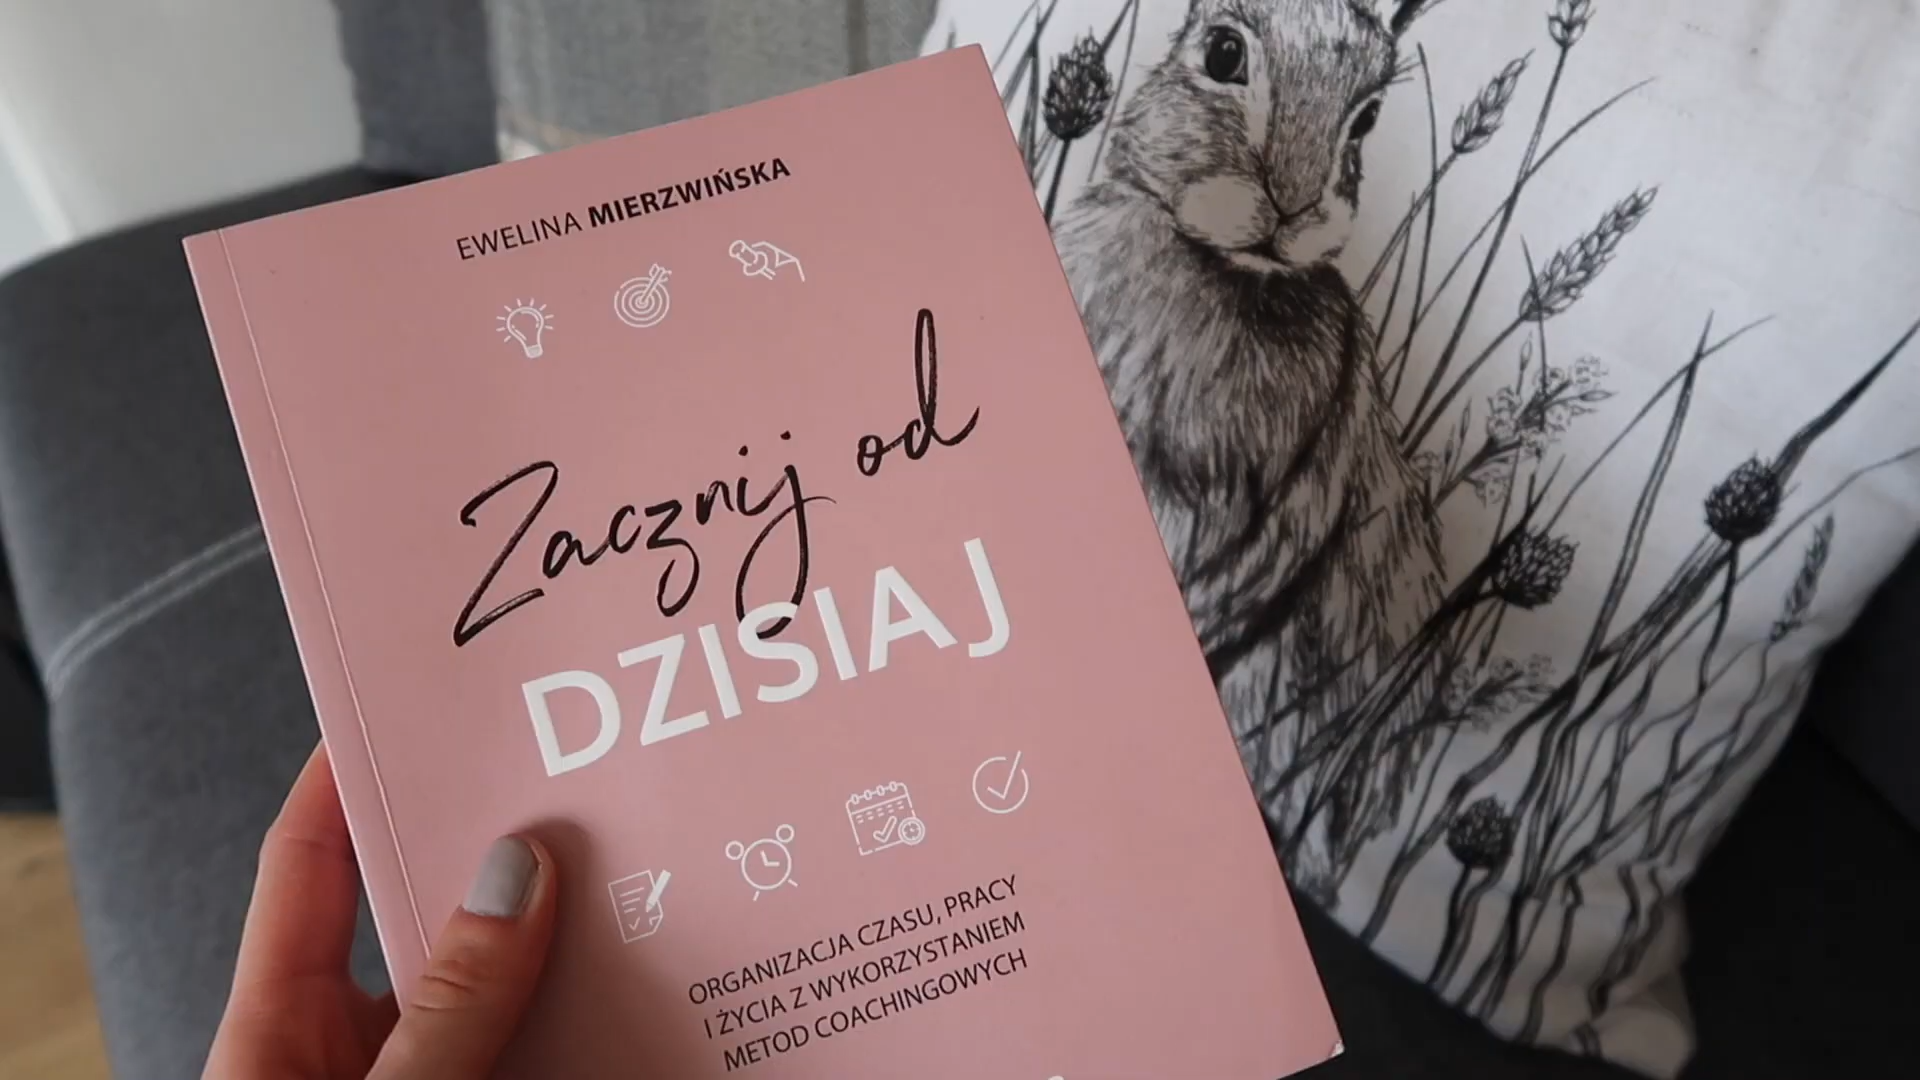 EWELINA MIERZWIŃSKA
Zacznij od
DZISIAJ
ORGANIZACJA CZASU, PRACY
I ŻYCIA Z WYKORZYSTANIEM
METOD COACHINGOWYCH